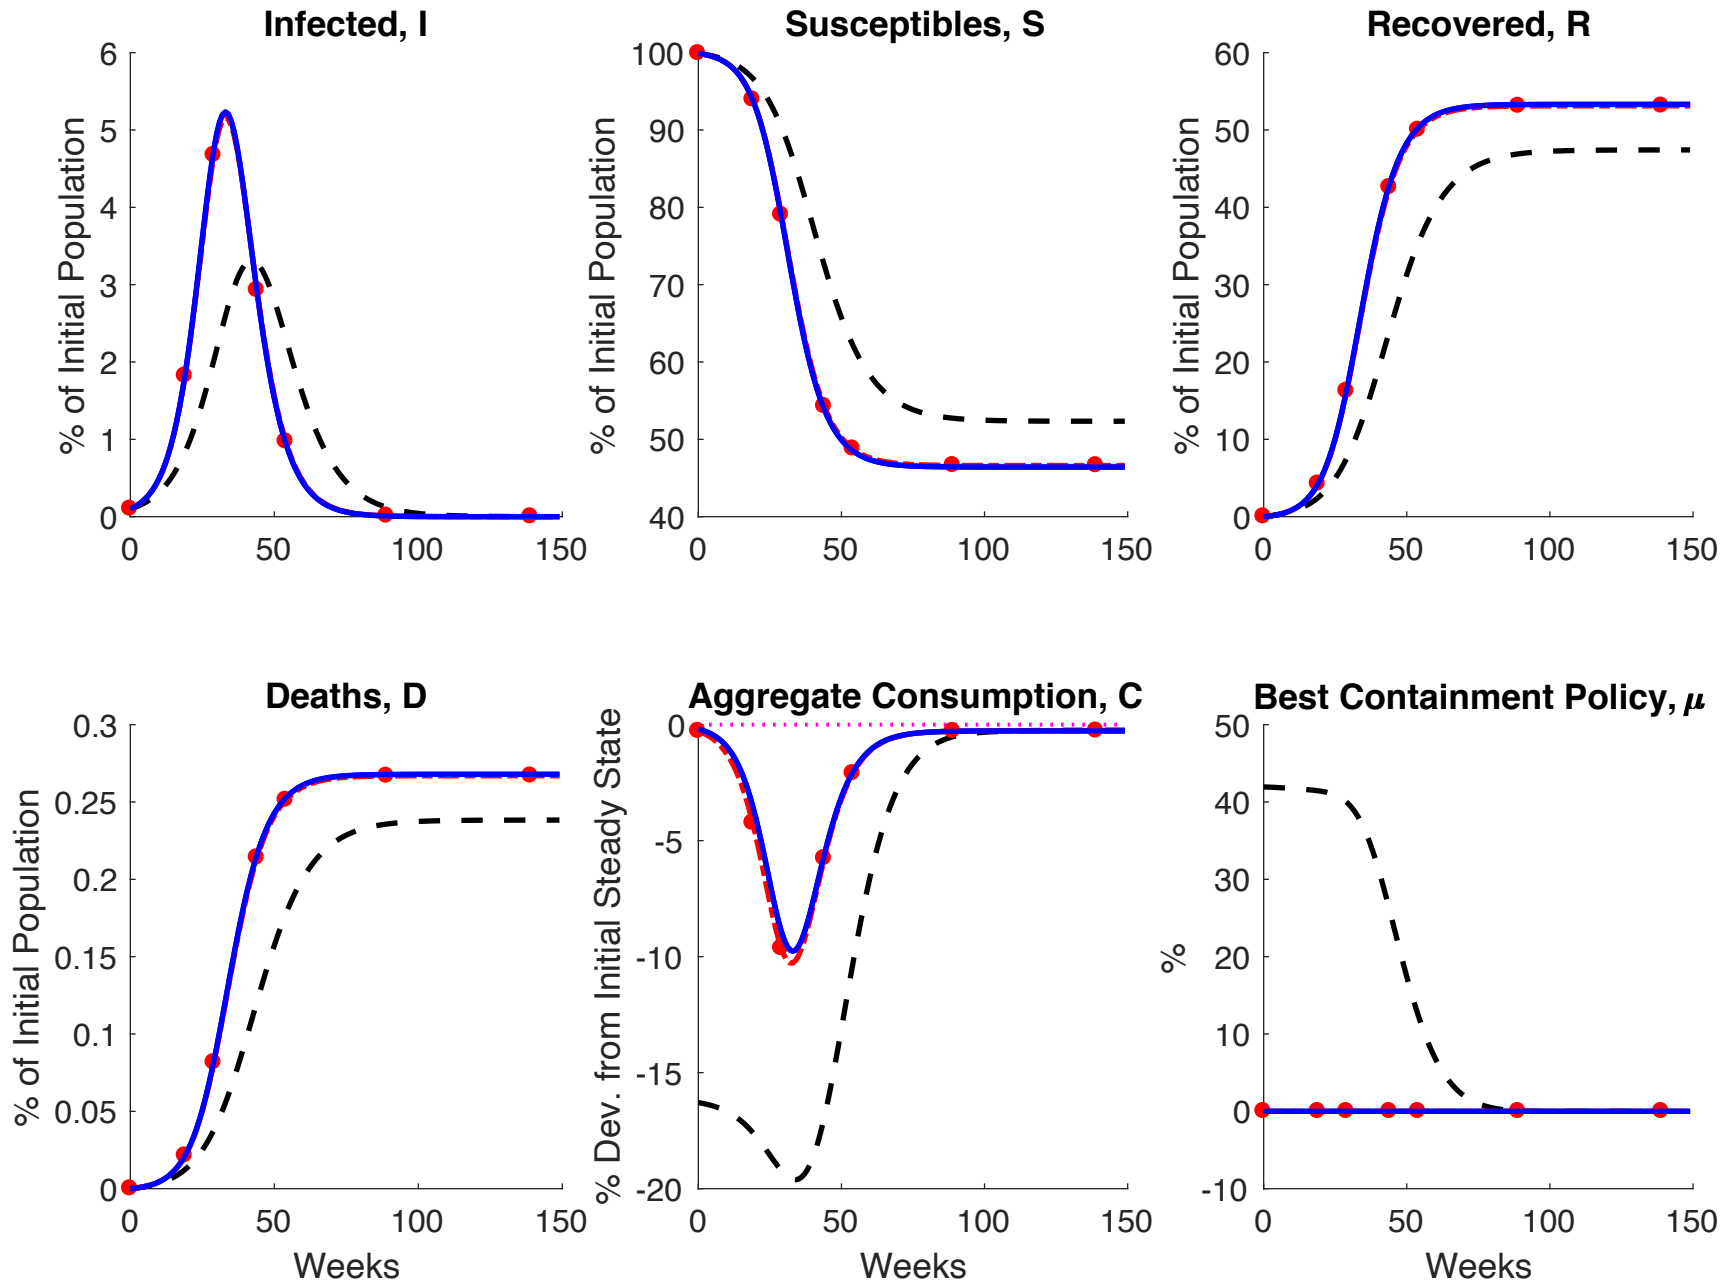 Infected, I
% of Initial Population
6
5
4
3
2
1
0
0 50 100 150
Susceptibles, S
% of Initial Population
100
90
80
70
60
50
40
0 50 100 150
Recovered, R
% of Initial Population
60
50
40
30
20
10
0
0 50 100 150
Deaths, D
% of Initial Population
0.3
0.25
0.2
0.15
0.1
0.05
0
0 50 100 150
Weeks
Aggregate Consumption, C
% Dev. from Initial Steady State
0
-5
-10
-15
-20
0 50 100 150
Weeks
Best Containment Policy, μ
%
50
40
30
20
10
0
-10
0 50 100 150
Weeks